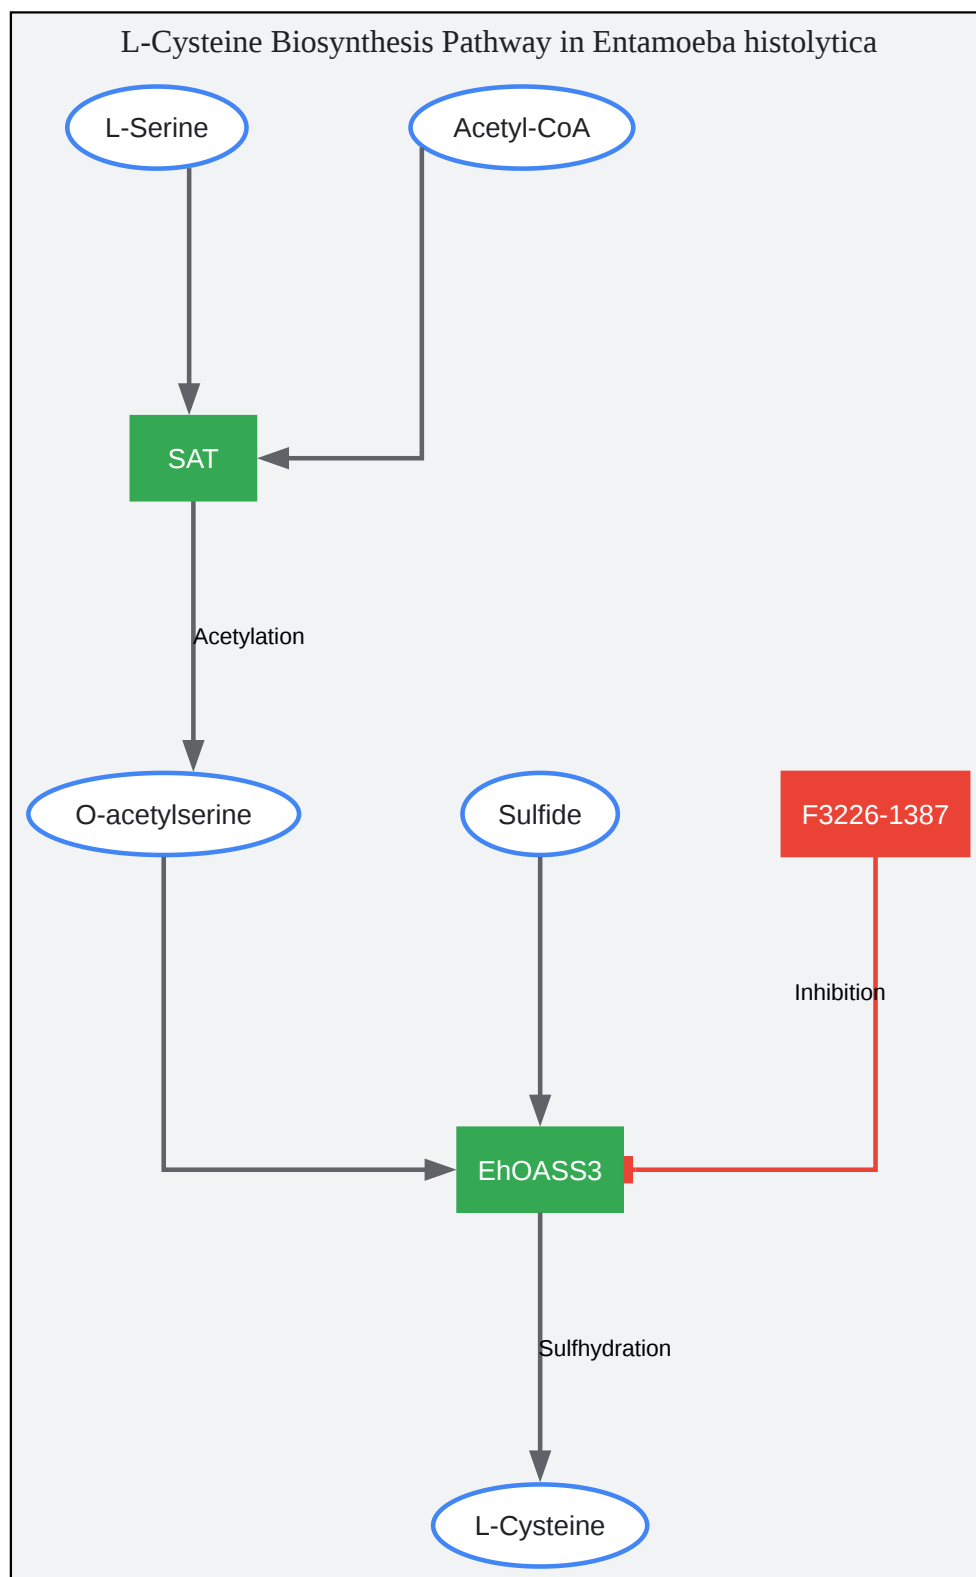 L-Cysteine Biosynthesis Pathway in Entamoeba histolytica
L-Serine
Acetyl-CoA
SAT
Acetylation
O-acetylserine
Sulfide
F3226-1387
Inhibition
EhOASS3
Sulfhydration
L-Cysteine